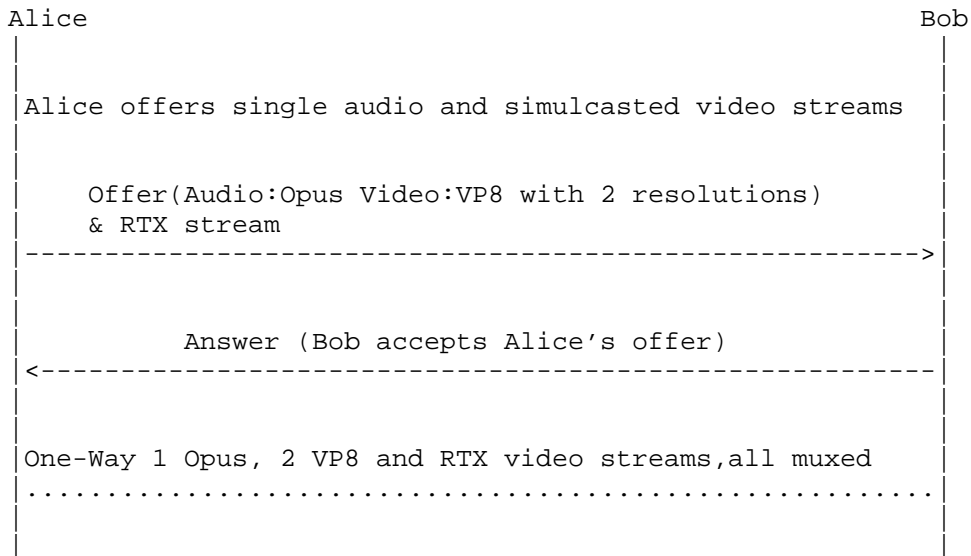 Alice Bob
Alice offers single audio and simulcasted video streams
Offer(Audio:Opus Video:VP8 with 2 resolutions)
& RTX stream
Answer (Bob accepts Alice’s offer)
One-Way 1 Opus, 2 VP8 and RTX video streams,all muxed